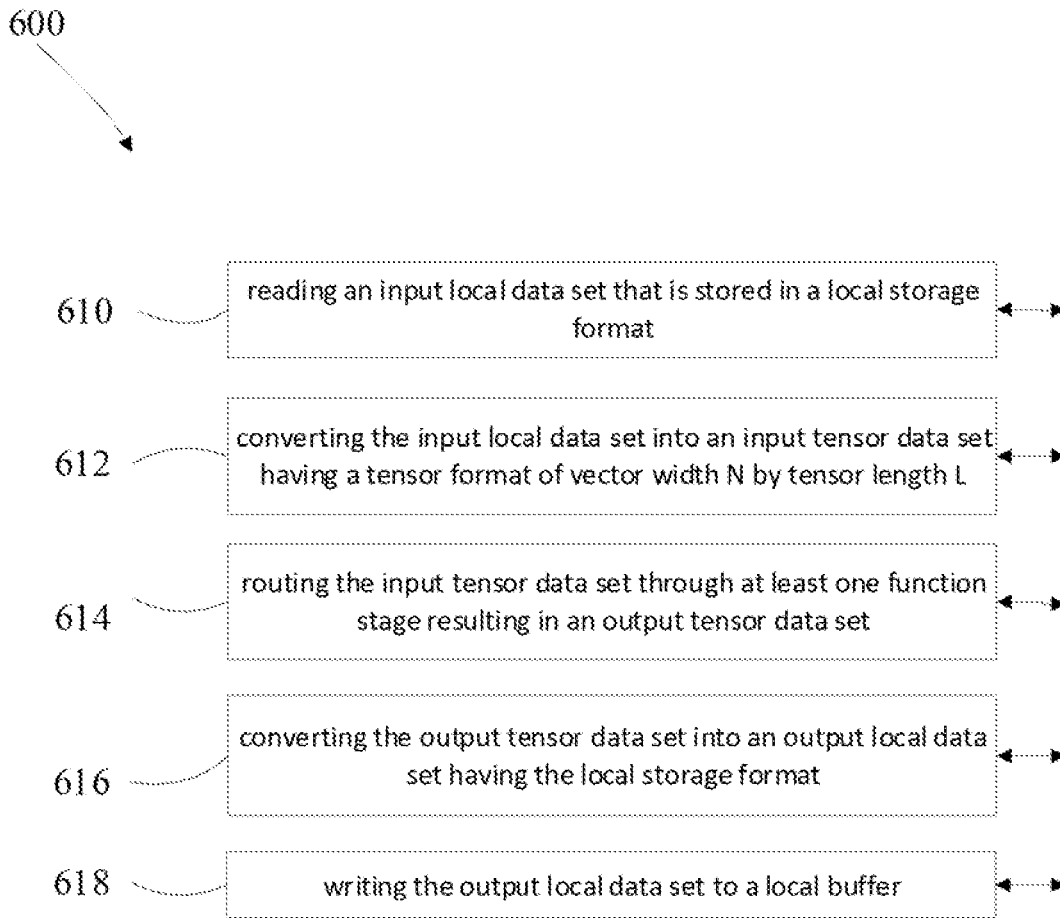 600
610
reading an input local data set that is stored in a local storage
format
612
converting the input local data set into an input tensor data set
having a tensor format of vector width N by tensor length L
614
routing the input tensor data set through at least one function
stage resulting in an output tensor data set
616
converting the output tensor data set into an output local data
set having the local storage format
618
writing the output local data set to a local buffer